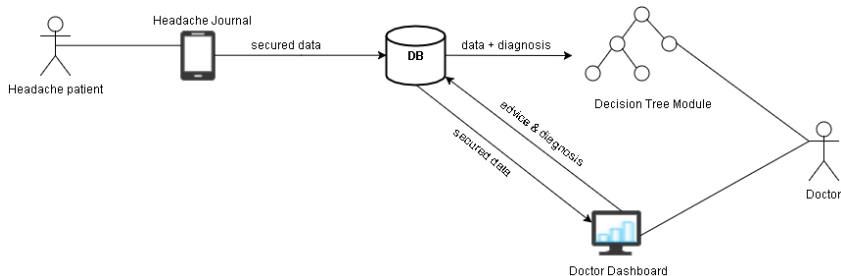 Headache Journal
secured data
DB
data + diagnosis
Headache patient
Decision Tree Module
advice & diagnosis
secured data
Doctor
Doctor Dashboard